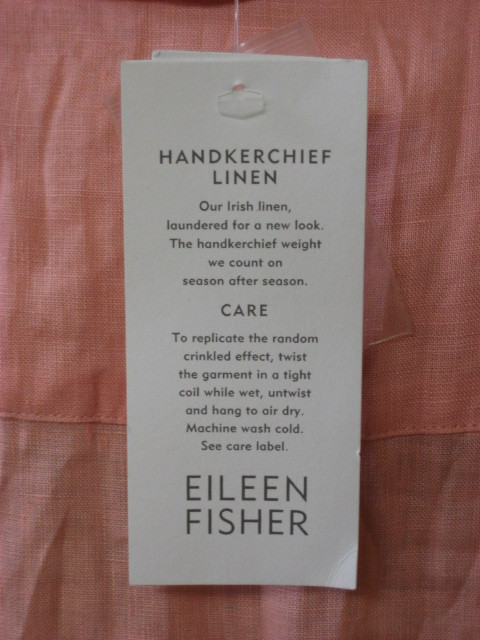 HANDKERCHIEF
LINEN
Our Irish linen,
laundered for a new look.
The handkerchief weight
we count on
season after season.
CARE
To replicate the random
crinkled effect, twist
the garment in a tight
coil while wet, untwist
and hang to air dry.
Machine wash cold.
See care label.
EILEEN
FISHER